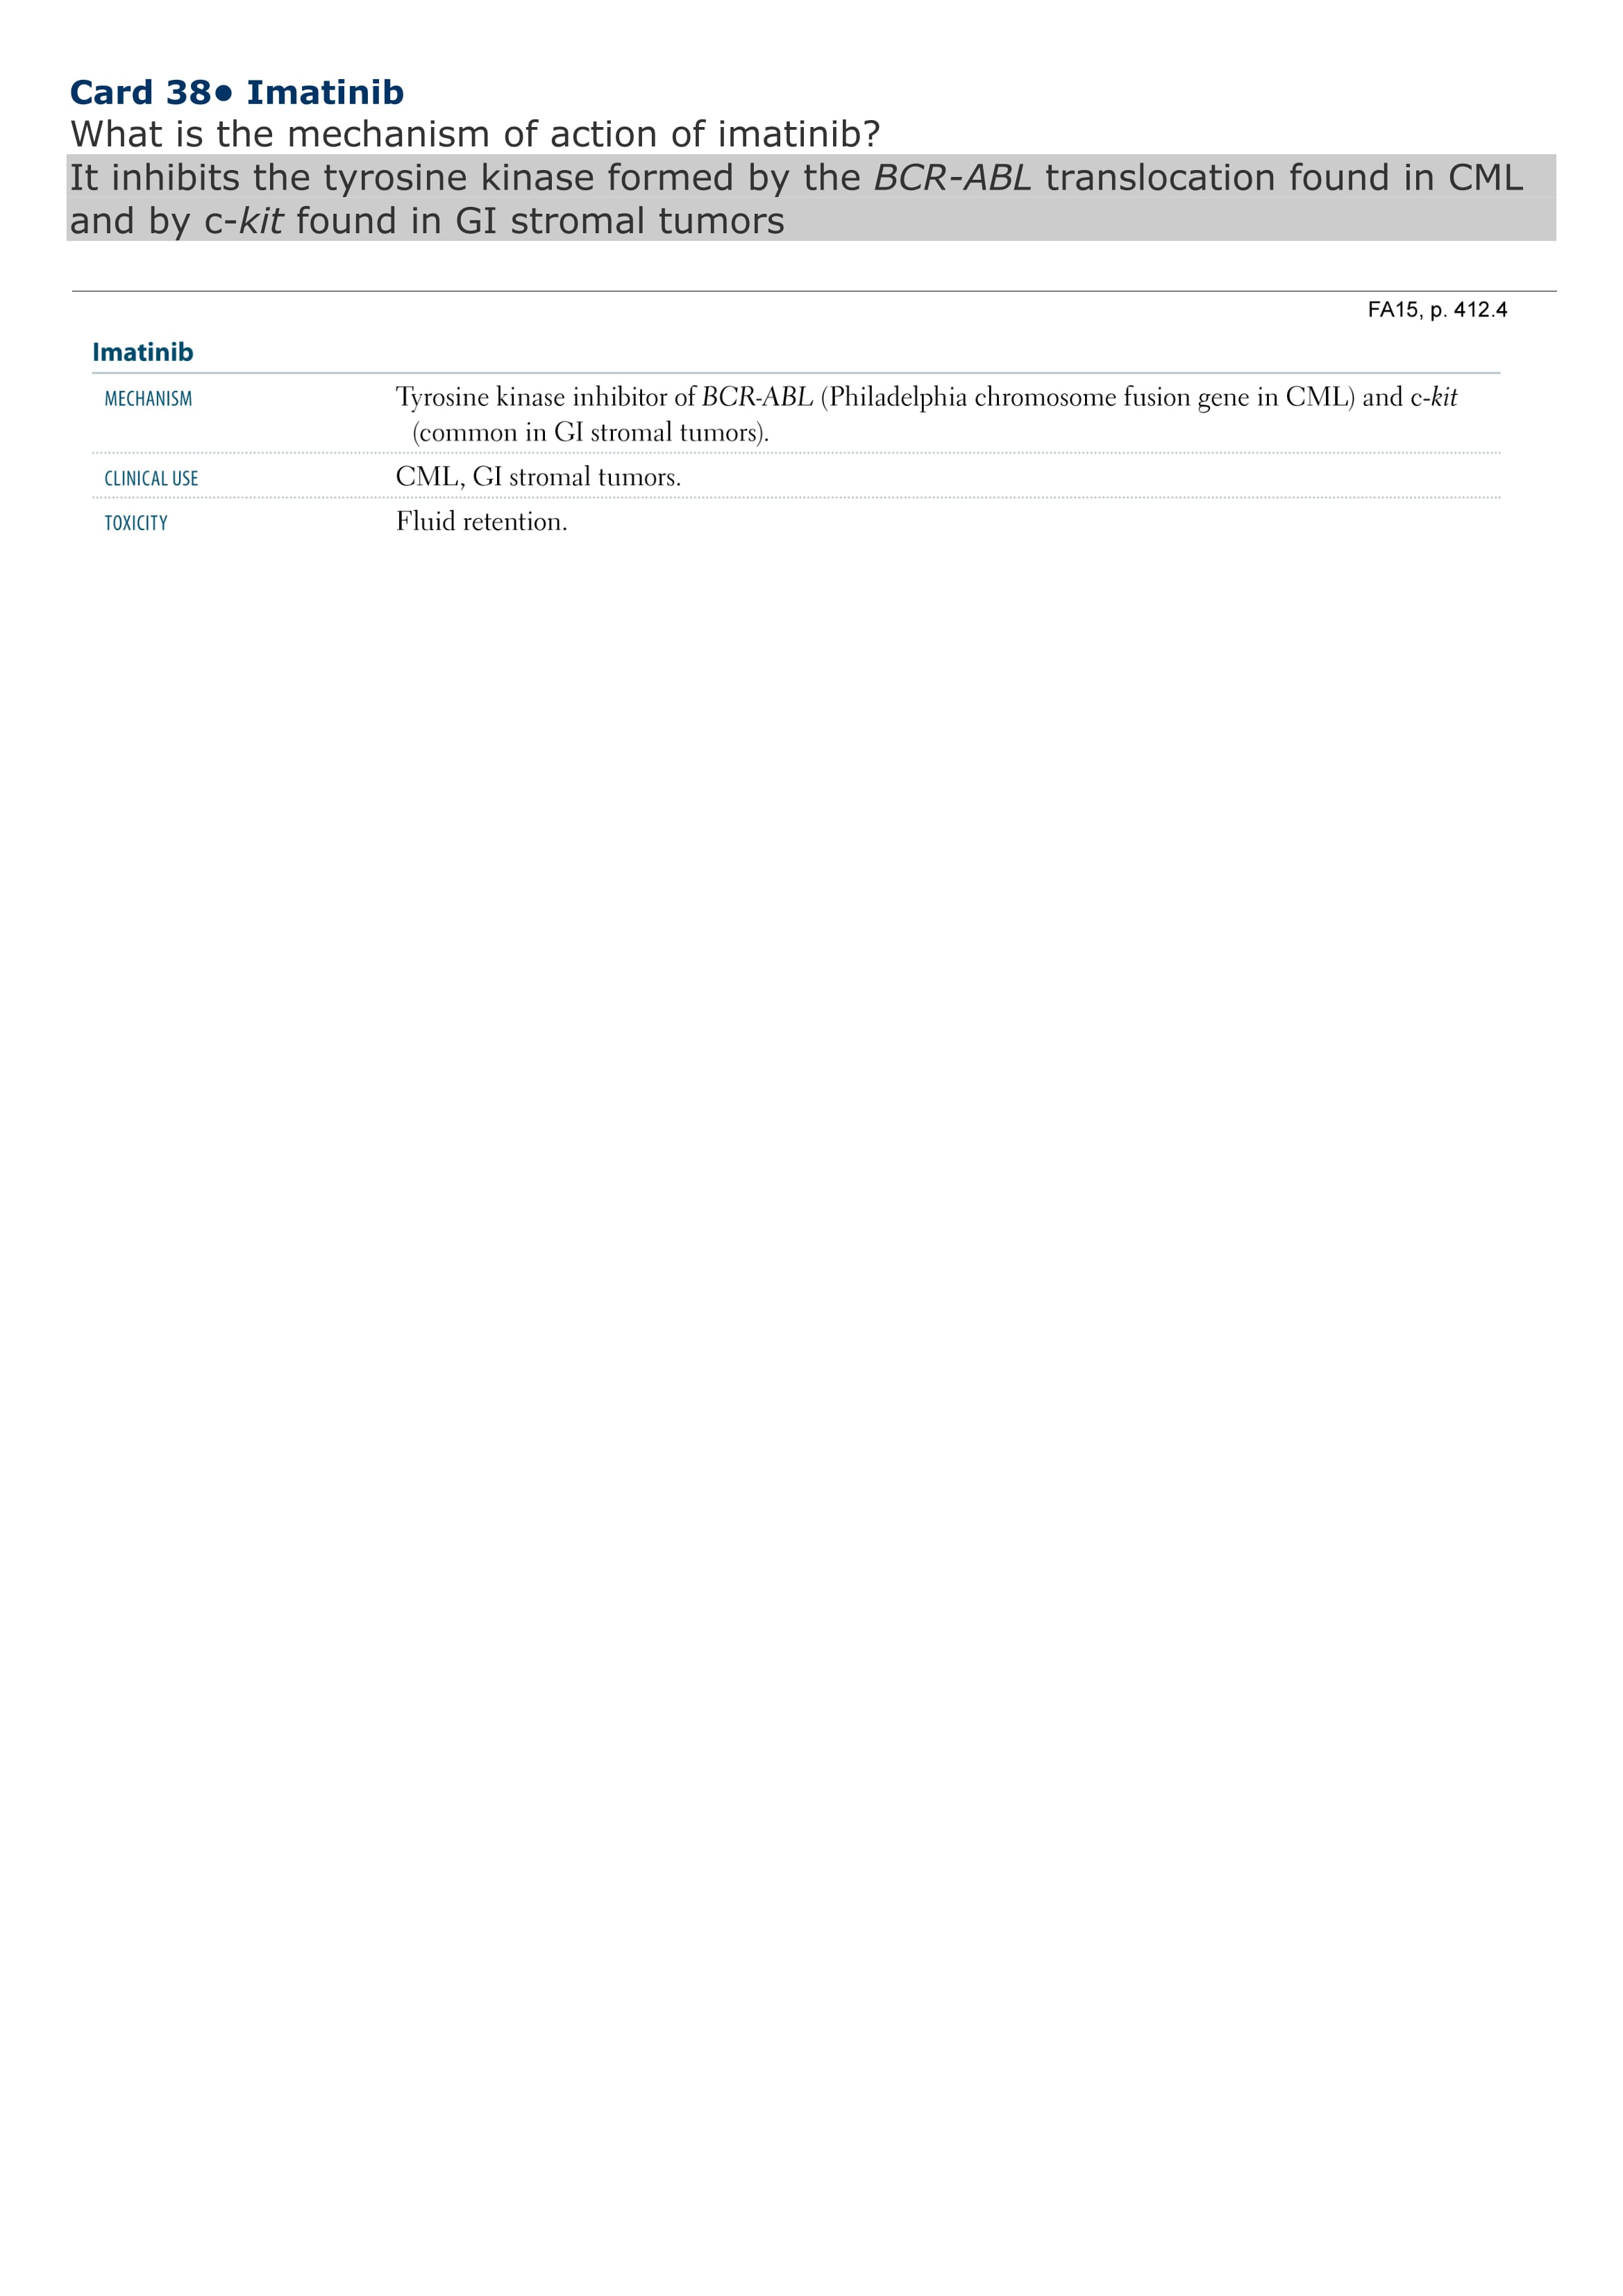 Card 38● Imatinib
What is the mechanism of action of imatinib?
It inhibits the tyrosine kinase formed by the BCR-ABL translocation found in CML
and by c-kit found in GI stromal tumors
FA15, p. 412.4
Imatinib
MECHANISM Tyrosine kinase inhibitor of BCR-ABL (Philadelphia chromosome fusion gene in CML) and c-kit
(common in GI stromal tumors).
CLINICAL USE CML, GI stromal tumors.
TOXICITY Fluid retention.